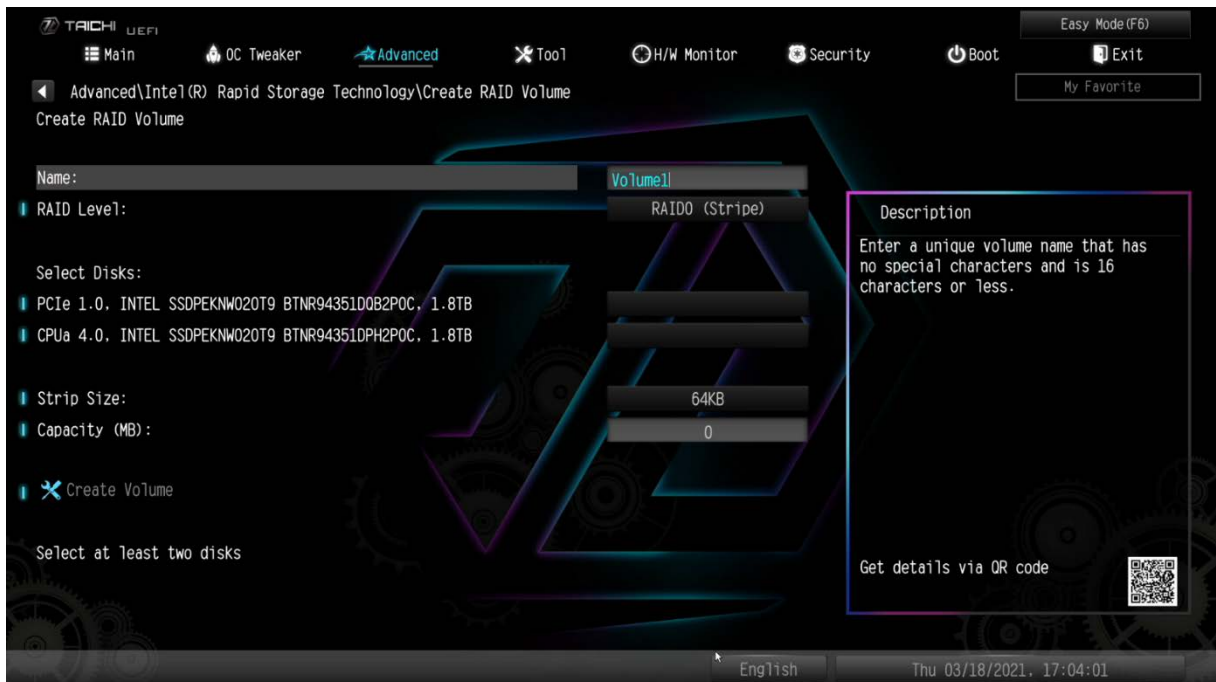 TAICHI UEFI
Easy Mode(F6)
Main OC Tweaker Advanced Tool H/W Monitor Security Boot Exit
Advanced\Intel(R) Rapid Storage Technology\Create RAID Volume
My Favorite
Create RAID Volume
Name: Volume1
RAID Level: RAID0 (Stripe)
Description
Enter a unique volume name that has
no special characters and is 16
characters or less.
Select Disks:
PCIe 1.0, INTEL SSDPEKNW020T9 BTNR94351DQB2P0C, 1.8TB
CPUa 4.0, INTEL SSDPEKNW020T9 BTNR94351DPH2P0C, 1.8TB
Strip Size: 64KB
Capacity (MB): 0
Create Volume
Select at least two disks
Get details via QR code
English
Thu 03/18/2021, 17:04:01